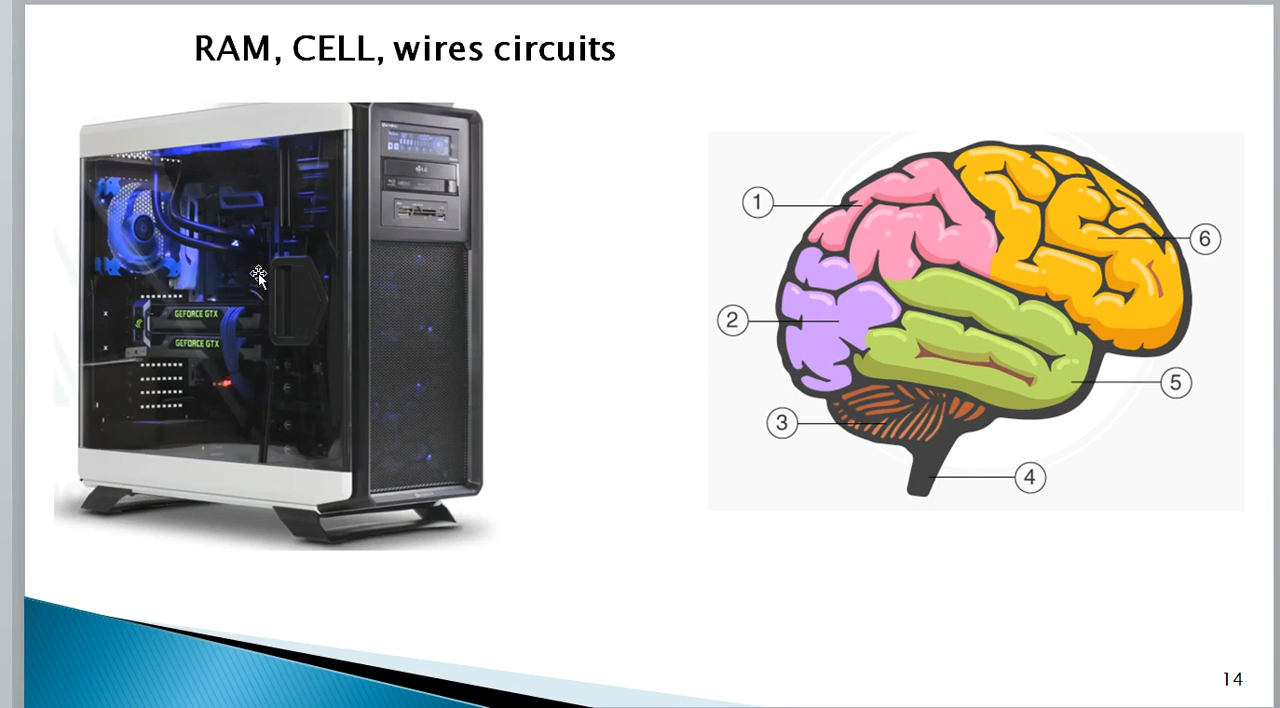 RAM, CELL, wires circuits
GEFORCE GTX
GEFORCE GTX
1
2
3
4
5
6
14